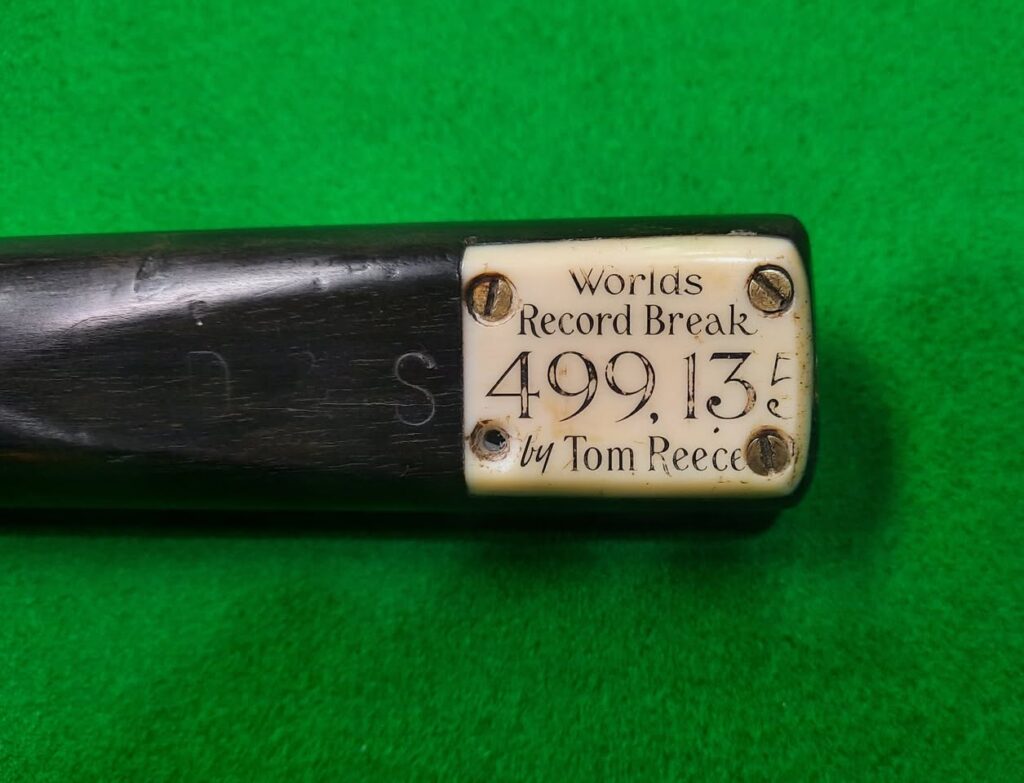 Worlds
Record Break
499,135
by Tom Reece